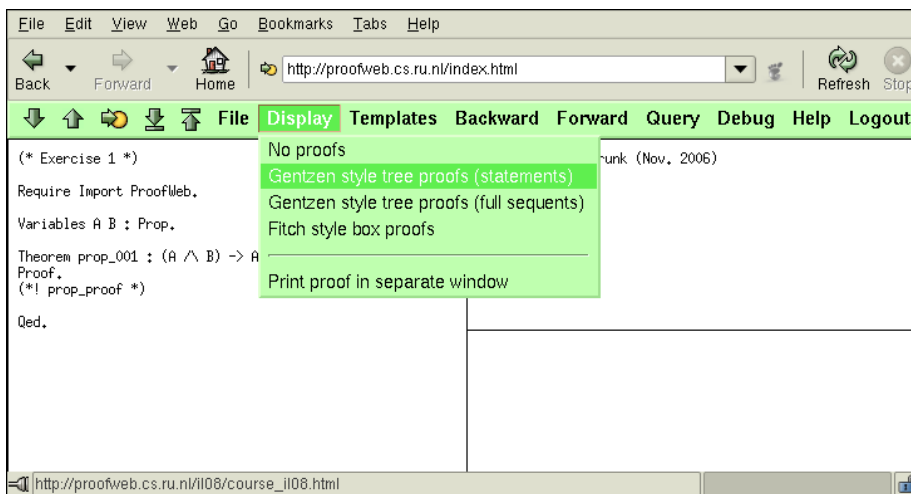 File Edit View Web Go Bookmarks Tabs Help
http://proofweb.cs.ru.nl/index.html
Back Forward Home Refresh Stop
File Display Templates Backward Forward Query Debug Help Logout
(* Exercise 1 *)
Require Import ProofWeb.
Variables A B : Prop.
Theorem prop_001 : (A /\ B) -> A
Proof.
(*! prop_proof *)
Qed.
No proofs
Gentzen style tree proofs (statements)
Gentzen style tree proofs (full sequents)
Fitch style box proofs
Print proof in separate window
(Nov. 2006)
http://proofweb.cs.ru.nl/il08/course_il08.html